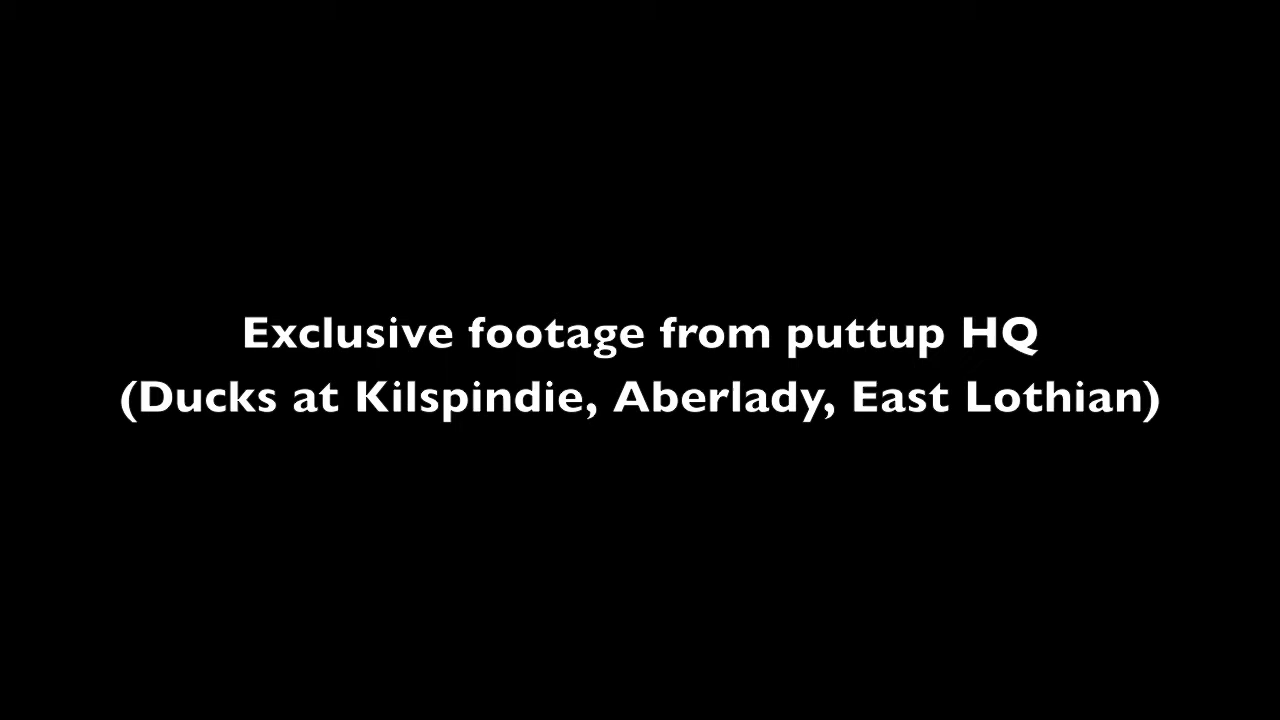 Exclusive footage from puttup HQ
(Ducks at Kilspindie, Aberlady, East Lothian)